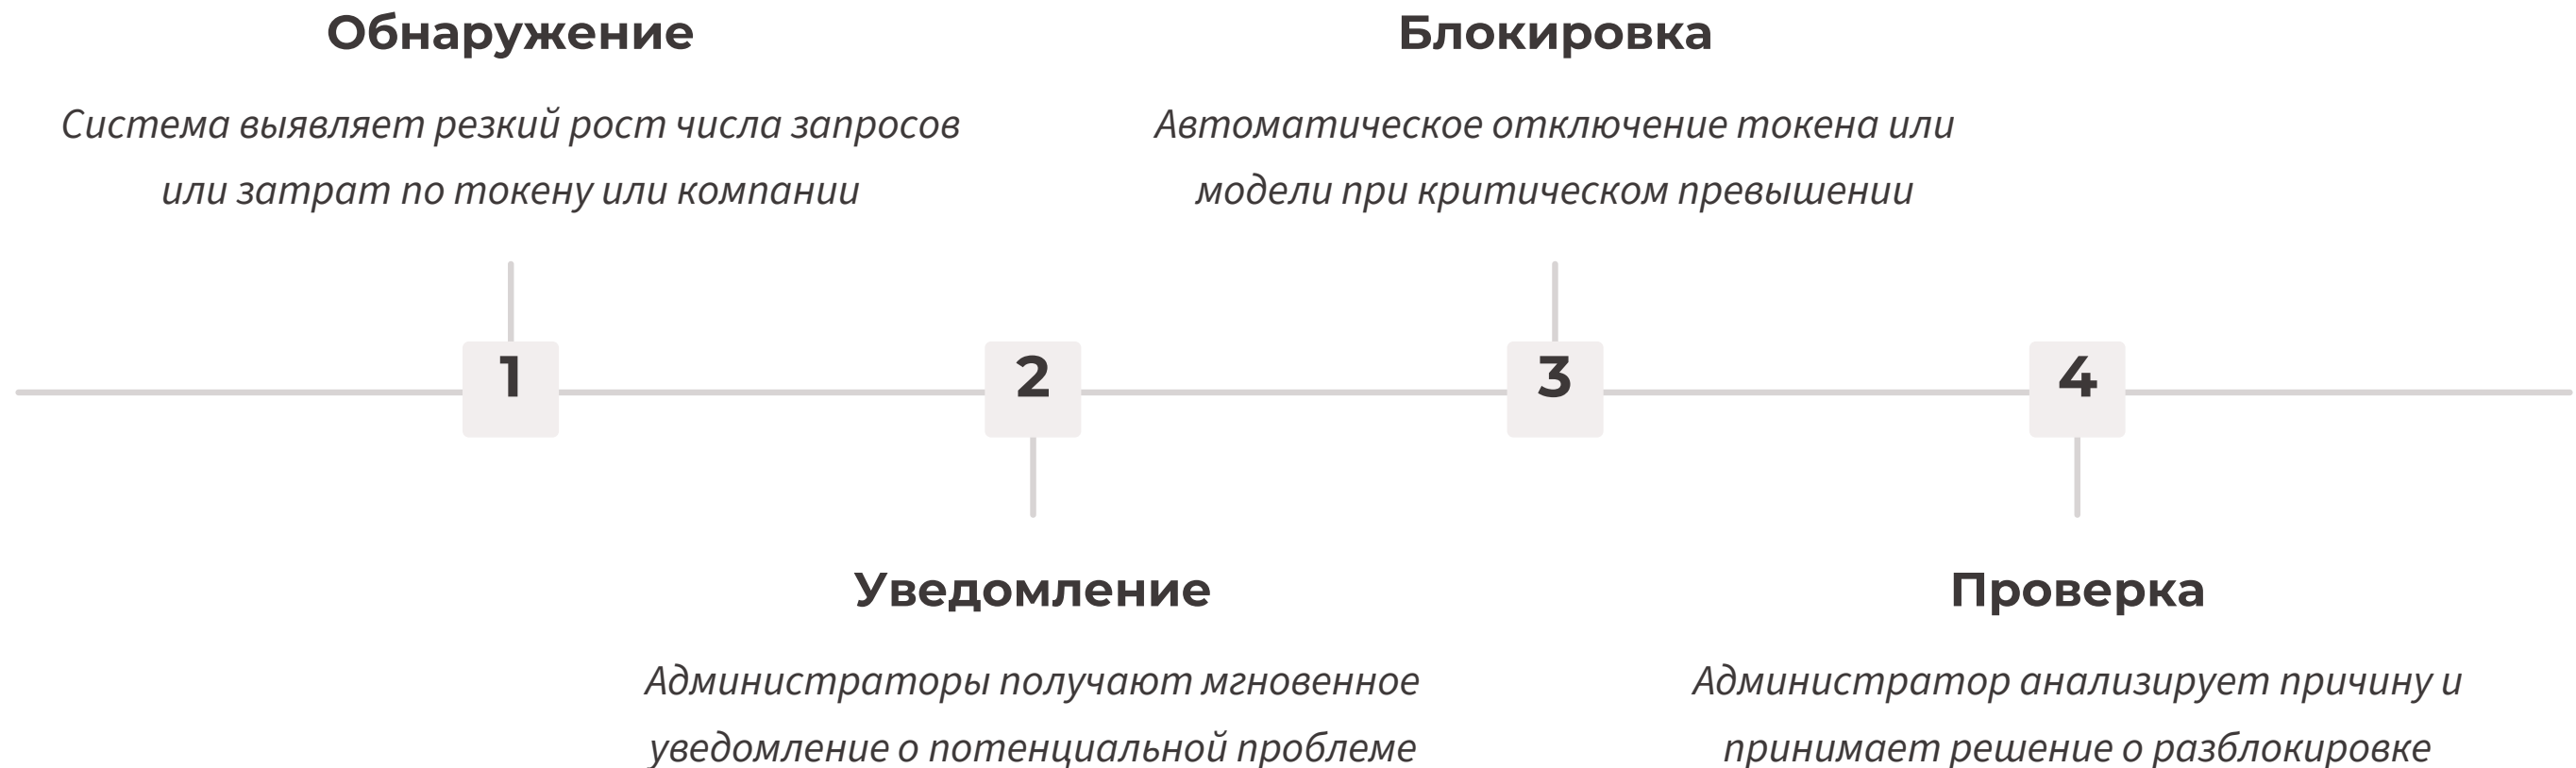 Обнаружение
Система выявляет резкий рост числа запросов
или затрат по токену или компании
Блокировка
Автоматическое отключение токена или
модели при критическом превышении
1
2
3
4
Уведомление
Администраторы получают мгновенное
уведомление о потенциальной проблеме
Проверка
Администратор анализирует причину и
принимает решение о разблокировке